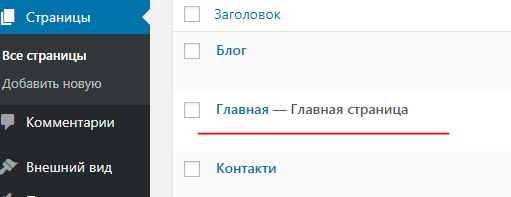 Страницы
Все страницы
Добавить новую
Комментарии
Внешний вид
Заголовок
Блог
Главная — Главная страница
Контакти